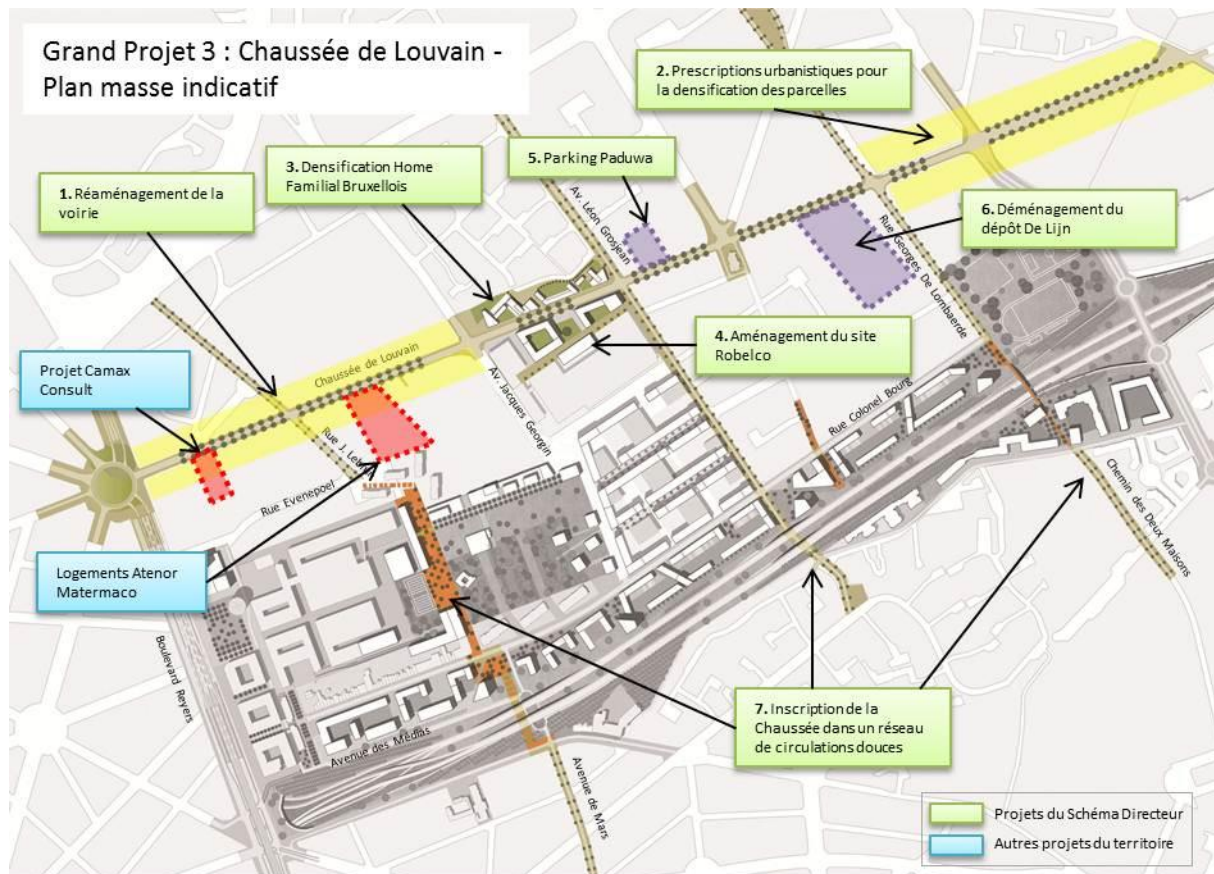 Grand Projet 3 : Chaussée de Louvain -
Plan masse indicatif
2. Prescriptions urbanistiques pour
la densification des parcelles
3. Densification Home
Familial Bruxellois
5. Parking Paduwa
1. Réaménagement de la
voirie
Av. Léon Grosjean
6. Déménagement du
dépôt De Lijn
Rue Georges De Lombaerde
4. Aménagement du site
Robelco
Projet Camax
Consult
Chaussée de Louvain
Av. Jacques Georgin
Rue Colonel Bourg
Rue J. Leb
Rue Evenepoel
Chemin des Deux Maisons
Logements Atenor
Matermaco
Boulevard Reyers
7. Inscription de la
Chaussée dans un réseau
de circulations douces
Avenue des Médias
Avenue de Mars
Projets du Schéma Directeur
Autres projets du territoire